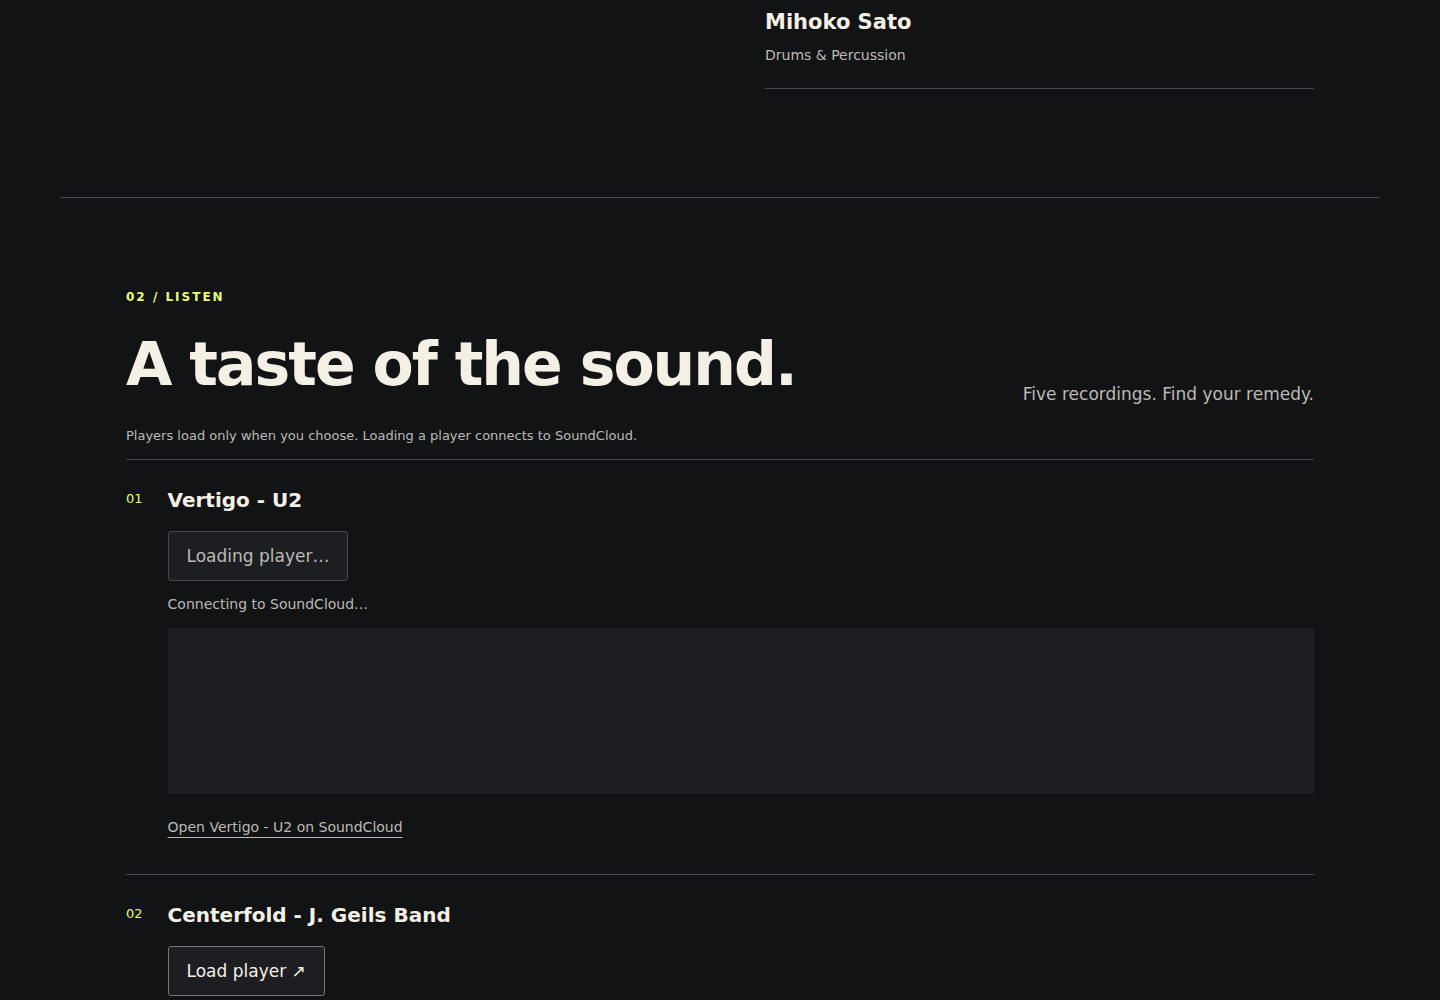 Mihoko Sato
Drums & Percussion
02 / LISTEN
A taste of the sound.
Five recordings. Find your remedy.
Players load only when you choose. Loading a player connects to SoundCloud.
01
Vertigo - U2
Loading player…
Connecting to SoundCloud…
Open Vertigo - U2 on SoundCloud
02
Centerfold - J. Geils Band
Load player ↗